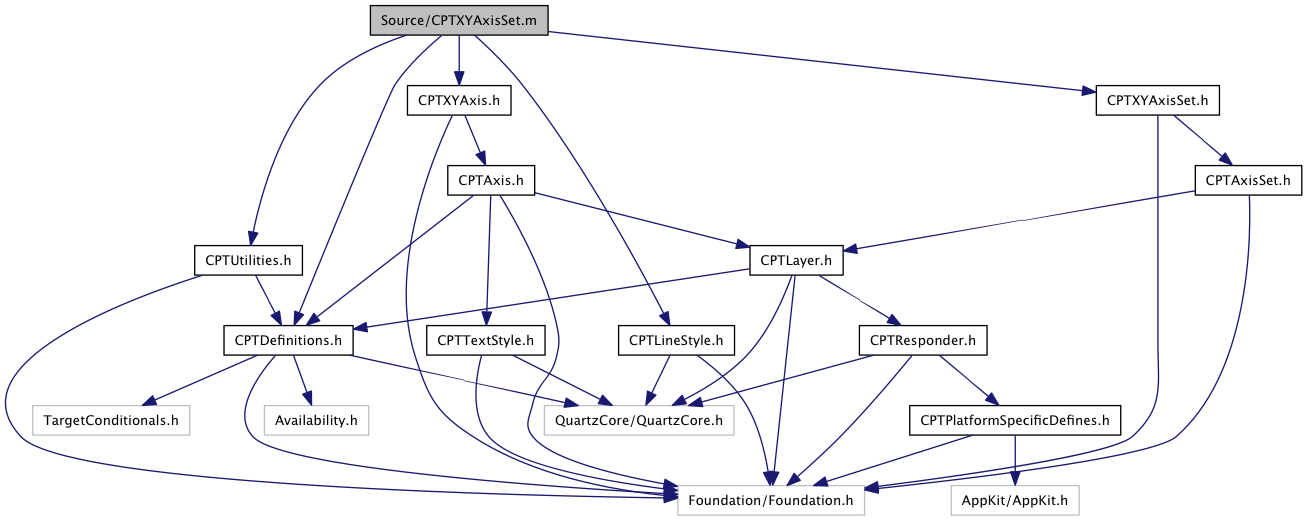 Source/CPTXYAxisSet.m
CPTXYAxis.h
CPTXYAxisSet.h
CPTAxis.h
CPTAxisSet.h
CPTUtilities.h
CPTLayer.h
CPTDefinitions.h
CPTTextStyle.h
CPTLineStyle.h
CPTResponder.h
TargetConditionals.h
Availability.h
QuartzCore/QuartzCore.h
CPTPlatformSpecificDefines.h
Foundation/Foundation.h
AppKit/AppKit.h